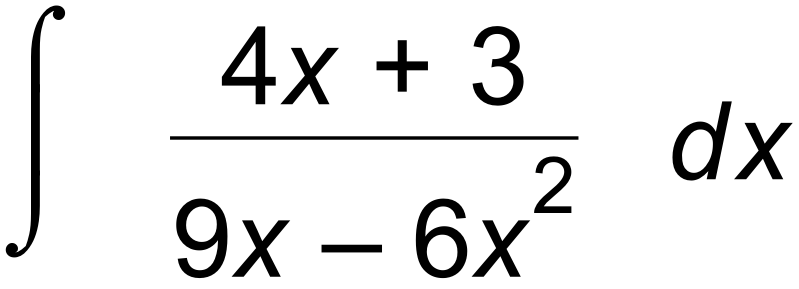 ∫ (4x + 3)/(9x – 6x²) dx